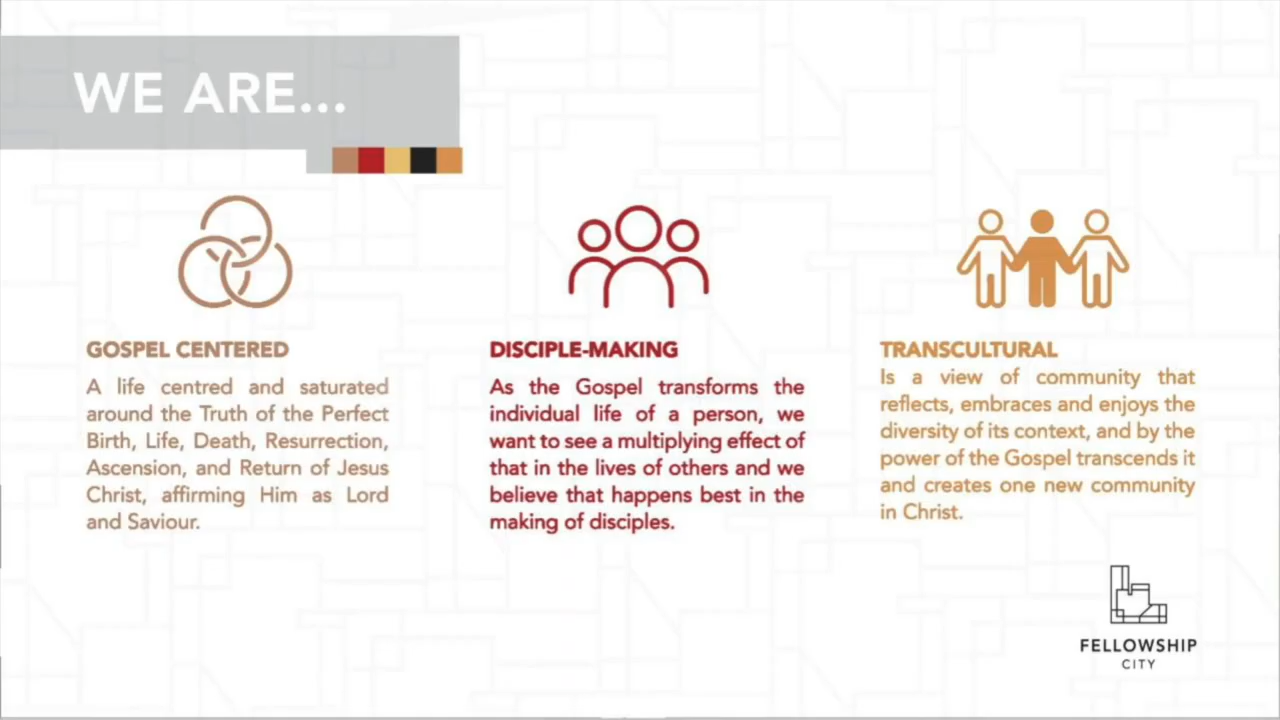 WE ARE...
GOSPEL CENTERED
A life centred and saturated
around the Truth of the Perfect
Birth, Life, Death, Resurrection,
Ascension, and Return of Jesus
Christ, affirming Him as Lord
and Saviour.
DISCIPLE-MAKING
As the Gospel transforms the
individual life of a person, we
want to see a multiplying effect of
that in the lives of others and we
believe that happens best in the
making of disciples.
TRANSCULTURAL
Is a view of community that
reflects, embraces and enjoys the
diversity of its context, and by the
power of the Gospel transcends it
and creates one new community
in Christ.
FELLOWSHIP
CITY